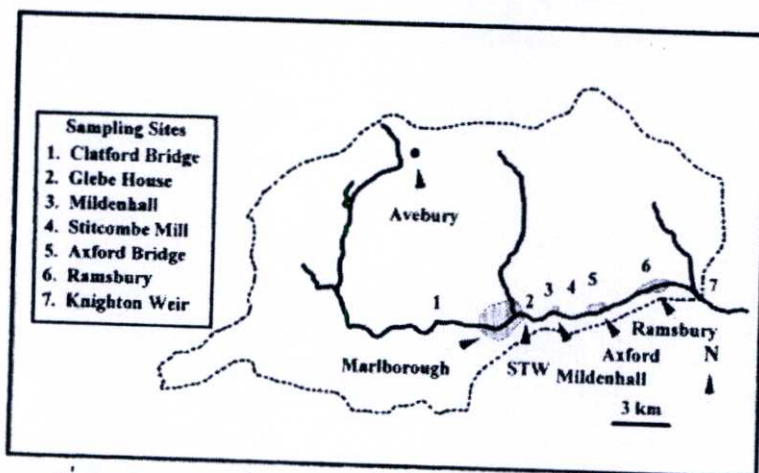 Sampling Sites
1. Clatford Bridge
2. Glebe House
3. Mildenhall
4. Stitcombe Mill
5. Axford Bridge
6. Ramsbury
7. Knighton Weir
Avebury
1
2
3
4
5
6
7
Marlborough
STW
Mildenhall
Axford
Ramsbury
N
3 km